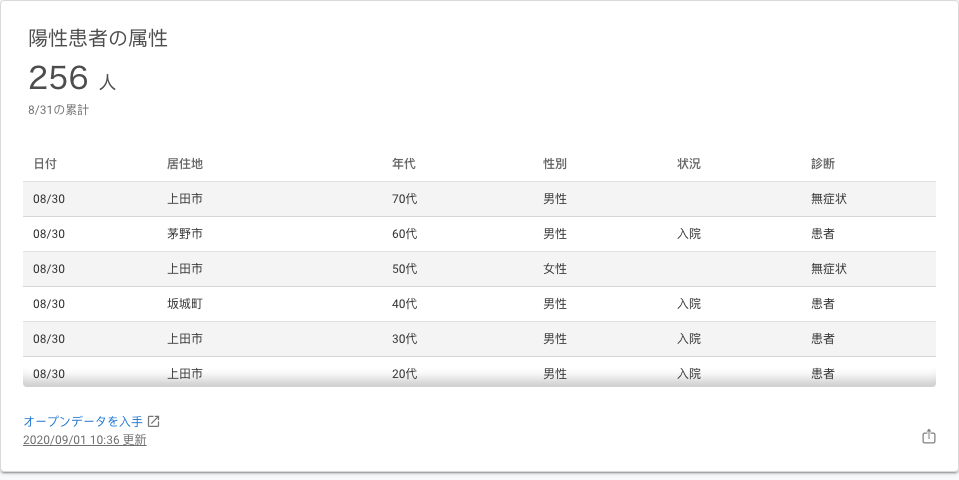 陽性患者の属性
256 人
8/31の累計
日付 居住地 年代 性別 状況 診断
08/30 上田市 70代 男性 無症状
08/30 茅野市 60代 男性 入院 患者
08/30 上田市 50代 女性 無症状
08/30 坂城町 40代 男性 入院 患者
08/30 上田市 30代 男性 入院 患者
08/30 上田市 20代 男性 入院 患者
オープンデータを入手
2020/09/01 10:36 更新